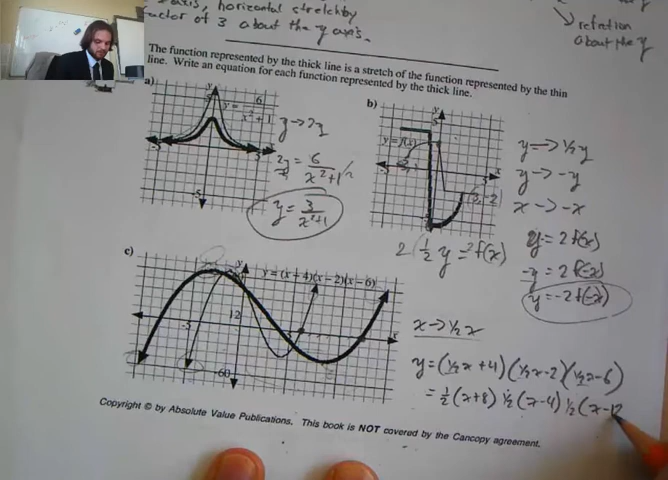 axis, horizontal stretch by
factor of 3 about the y axis.
reflection
about the y
The function represented by the thick line is a stretch of the function represented by the thin
line. Write an equation for each function represented by the thick line.
a)
y = 6/(x²+1)
y → 2y
2y = 6/(x²+1)
y = 3/(x²+1)
b)
y = f(x)
y → ½y
y → -y
x → -x
y = 2f(x)
-y = 2f(-x)
y = -2f(-x)
c)
y = (x + 4)(x − 2)(x − 6)
12
-60
x → ½x
y = (½x + 4)(½x − 2)(½x − 6)
= ½(x+8) ½(x−4) ½(x−12
Copyright © by Absolute Value Publications. This book is NOT covered by the Cancopy agreement.